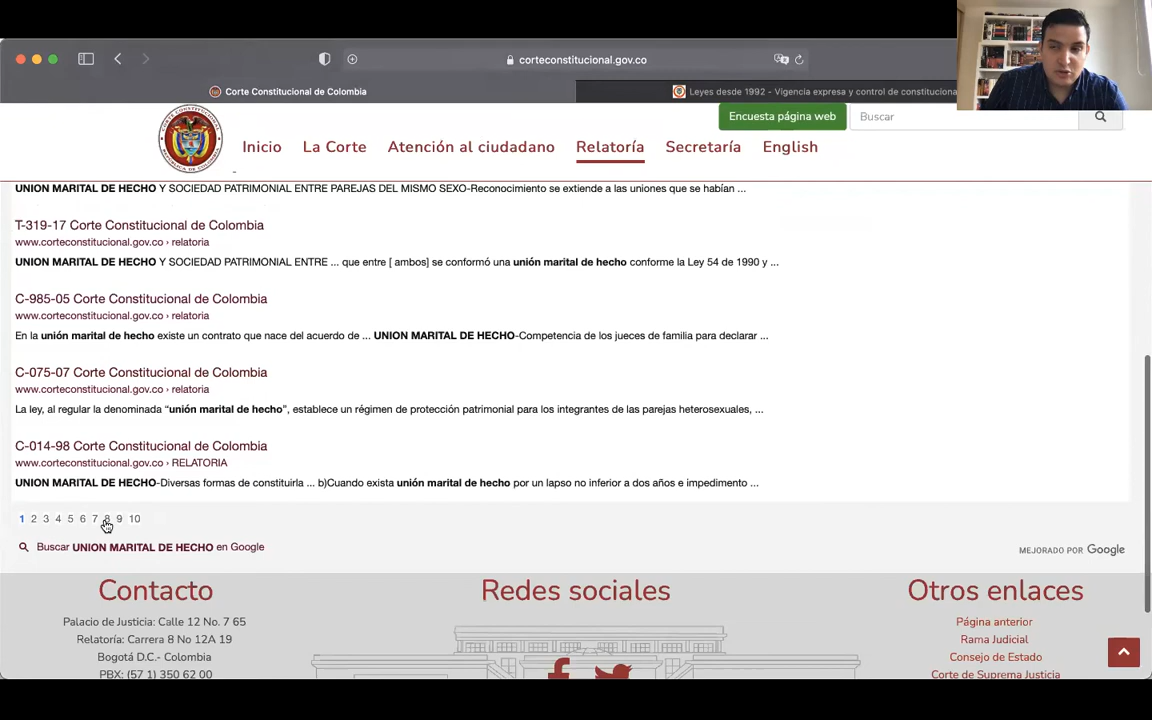 corteconstitucional.gov.co
Corte Constitucional de Colombia
Leyes desde 1992 - Vigencia expresa y control de constituciona
Encuesta página web
Buscar
Inicio
La Corte
Atención al ciudadano
Relatoría
Secretaría
English
UNION MARITAL DE HECHO Y SOCIEDAD PATRIMONIAL ENTRE PAREJAS DEL MISMO SEXO-Reconocimiento se extiende a las uniones que se habían ...
T-319-17 Corte Constitucional de Colombia
www.corteconstitucional.gov.co › relatoria
UNION MARITAL DE HECHO Y SOCIEDAD PATRIMONIAL ENTRE ... que entre [ ambos] se conformó una unión marital de hecho conforme la Ley 54 de 1990 y ...
C-985-05 Corte Constitucional de Colombia
www.corteconstitucional.gov.co › relatoria
En la unión marital de hecho existe un contrato que nace del acuerdo de ... UNION MARITAL DE HECHO-Competencia de los jueces de familia para declarar ...
C-075-07 Corte Constitucional de Colombia
www.corteconstitucional.gov.co › relatoria
La ley, al regular la denominada “unión marital de hecho”, establece un régimen de protección patrimonial para los integrantes de las parejas heterosexuales, ...
C-014-98 Corte Constitucional de Colombia
www.corteconstitucional.gov.co › RELATORIA
UNION MARITAL DE HECHO-Diversas formas de constituirla ... b)Cuando exista unión marital de hecho por un lapso no inferior a dos años e impedimento ...
1 2 3 4 5 6 7 8 9 10
Buscar UNION MARITAL DE HECHO en Google
MEJORADO POR Google
Contacto
Palacio de Justicia: Calle 12 No. 7 65
Relatoría: Carrera 8 No 12A 19
Bogotá D.C.- Colombia
PBX: (57 1) 350 62 00
Redes sociales
Otros enlaces
Página anterior
Rama Judicial
Consejo de Estado
Corte de Suprema Justicia